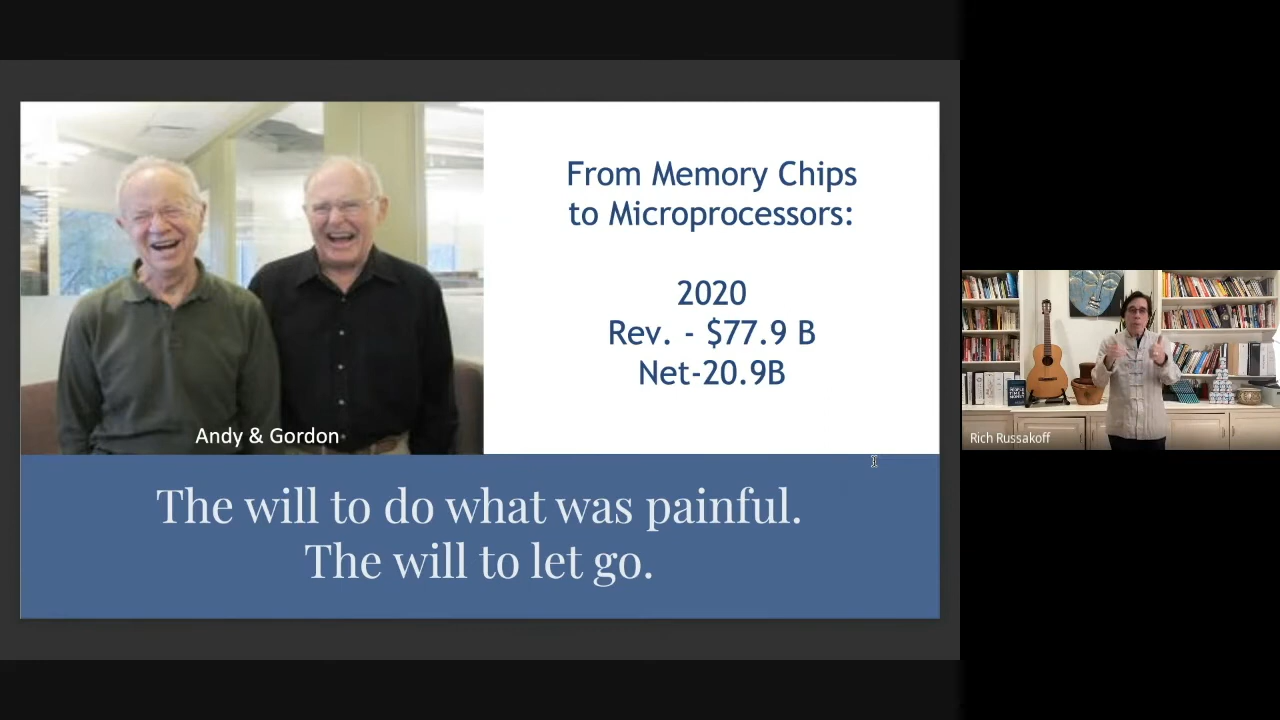 From Memory Chips
to Microprocessors:
2020
Rev. - $77.9 B
Net-20.9B
Andy & Gordon
The will to do what was painful.
The will to let go.
Rich Russakoff